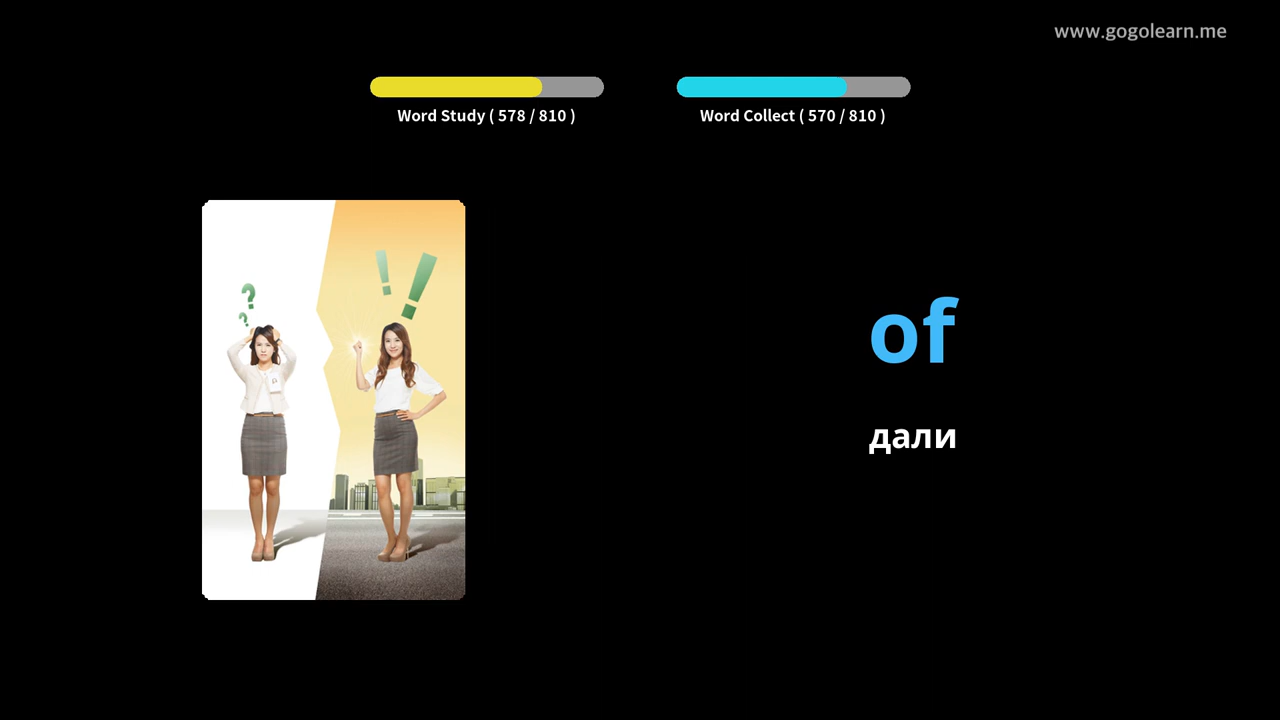 www.gogolearn.me
Word Study ( 578 / 810 )
Word Collect ( 570 / 810 )
? ! !
?
of
дали